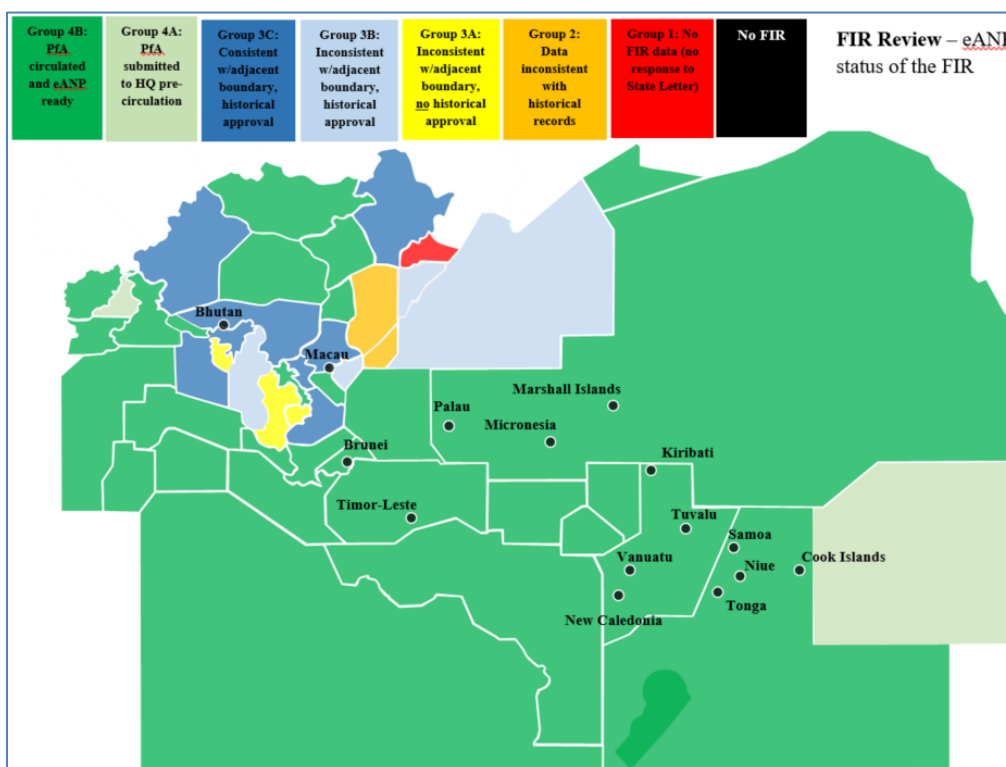 Group 4B:
PfA
circulated
and eANP
ready
Group 4A:
PfA
submitted
to HQ pre-
circulation
Group 3C:
Consistent
w/adjacent
boundary,
historical
approval
Group 3B:
Inconsistent
w/adjacent
boundary,
historical
approval
Group 3A:
Inconsistent
w/adjacent
boundary,
no historical
approval
Group 2:
Data
inconsistent
with
historical
records
Group 1: No
FIR data (no
response to
State Letter)
No FIR
FIR Review – eANP
status of the FIR
Bhutan
Macau
Marshall Islands
Palau
Micronesia
Brunei
Kiribati
Timor-Leste
Tuvalu
Samoa
Vanuatu
Niue
Cook Islands
Tonga
New Caledonia